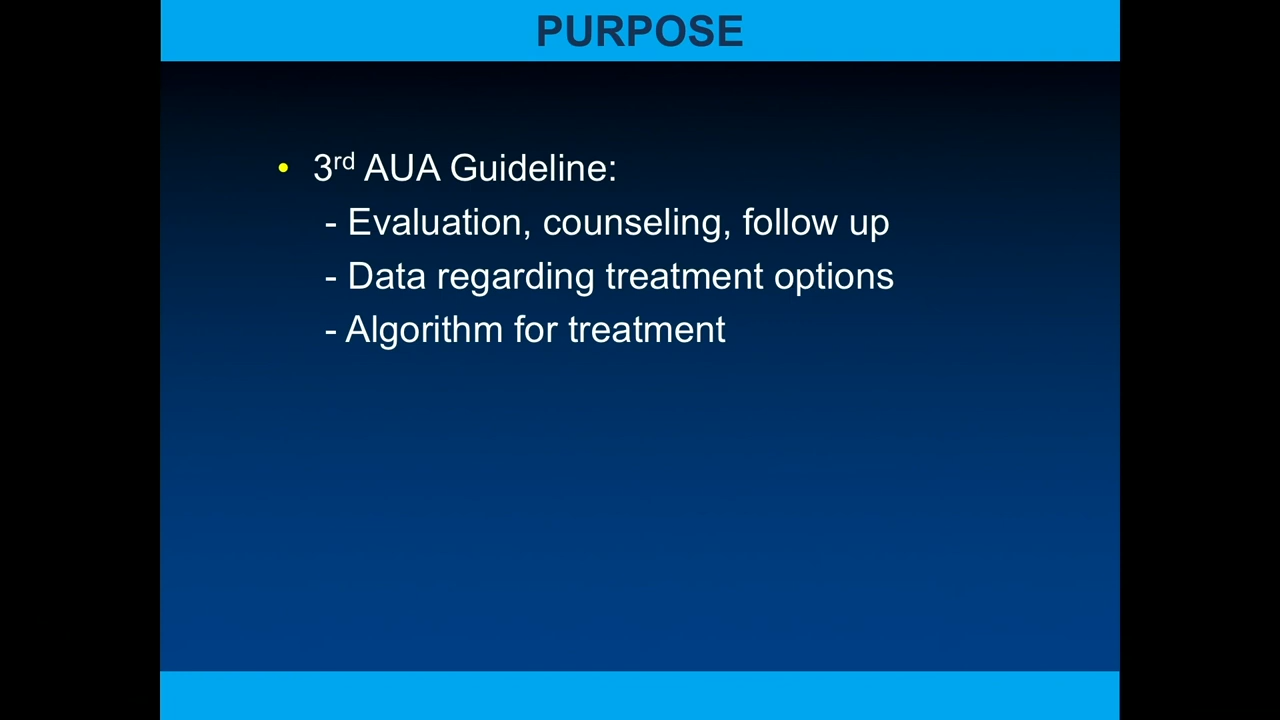 PURPOSE
• 3rd AUA Guideline:
- Evaluation, counseling, follow up
- Data regarding treatment options
- Algorithm for treatment